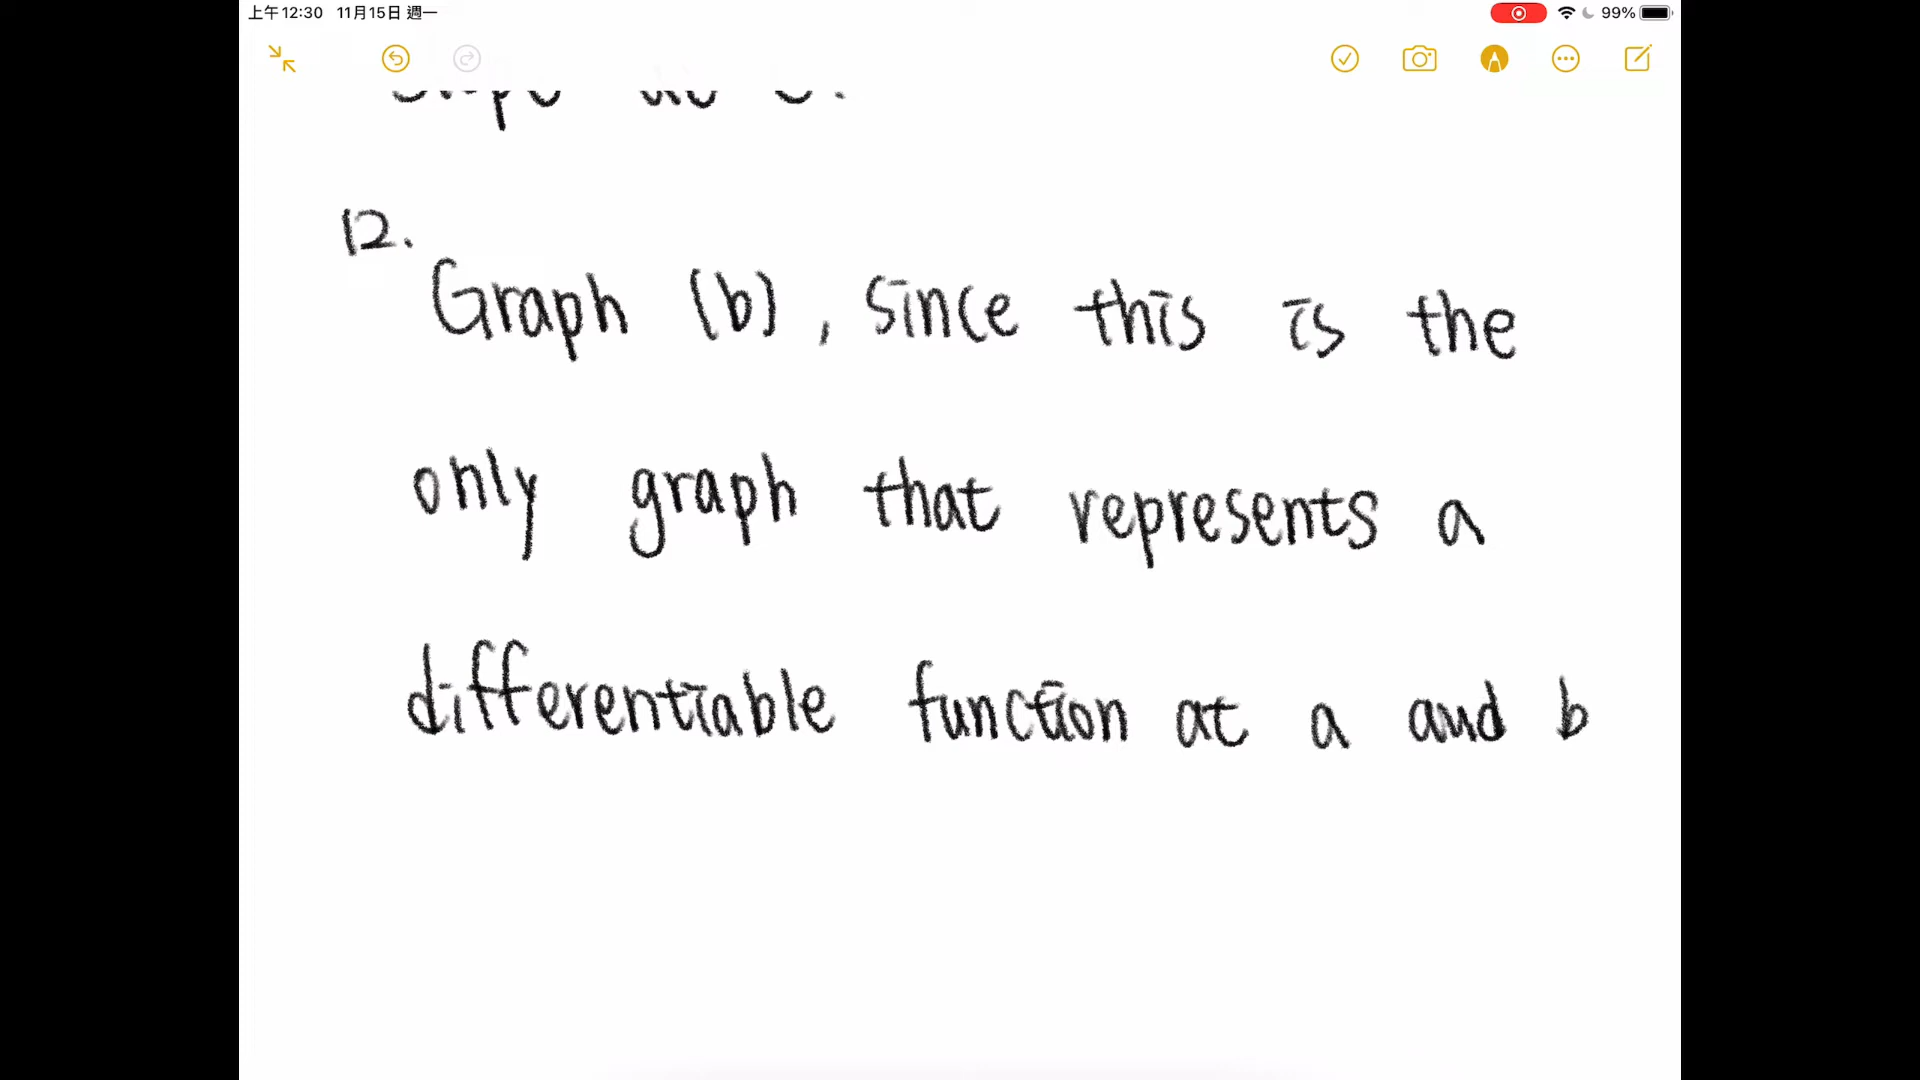 上午12:30 11月15日 週一 99%
12.
Graph (b), since this is the
only graph that represents a
differentiable function at a and b